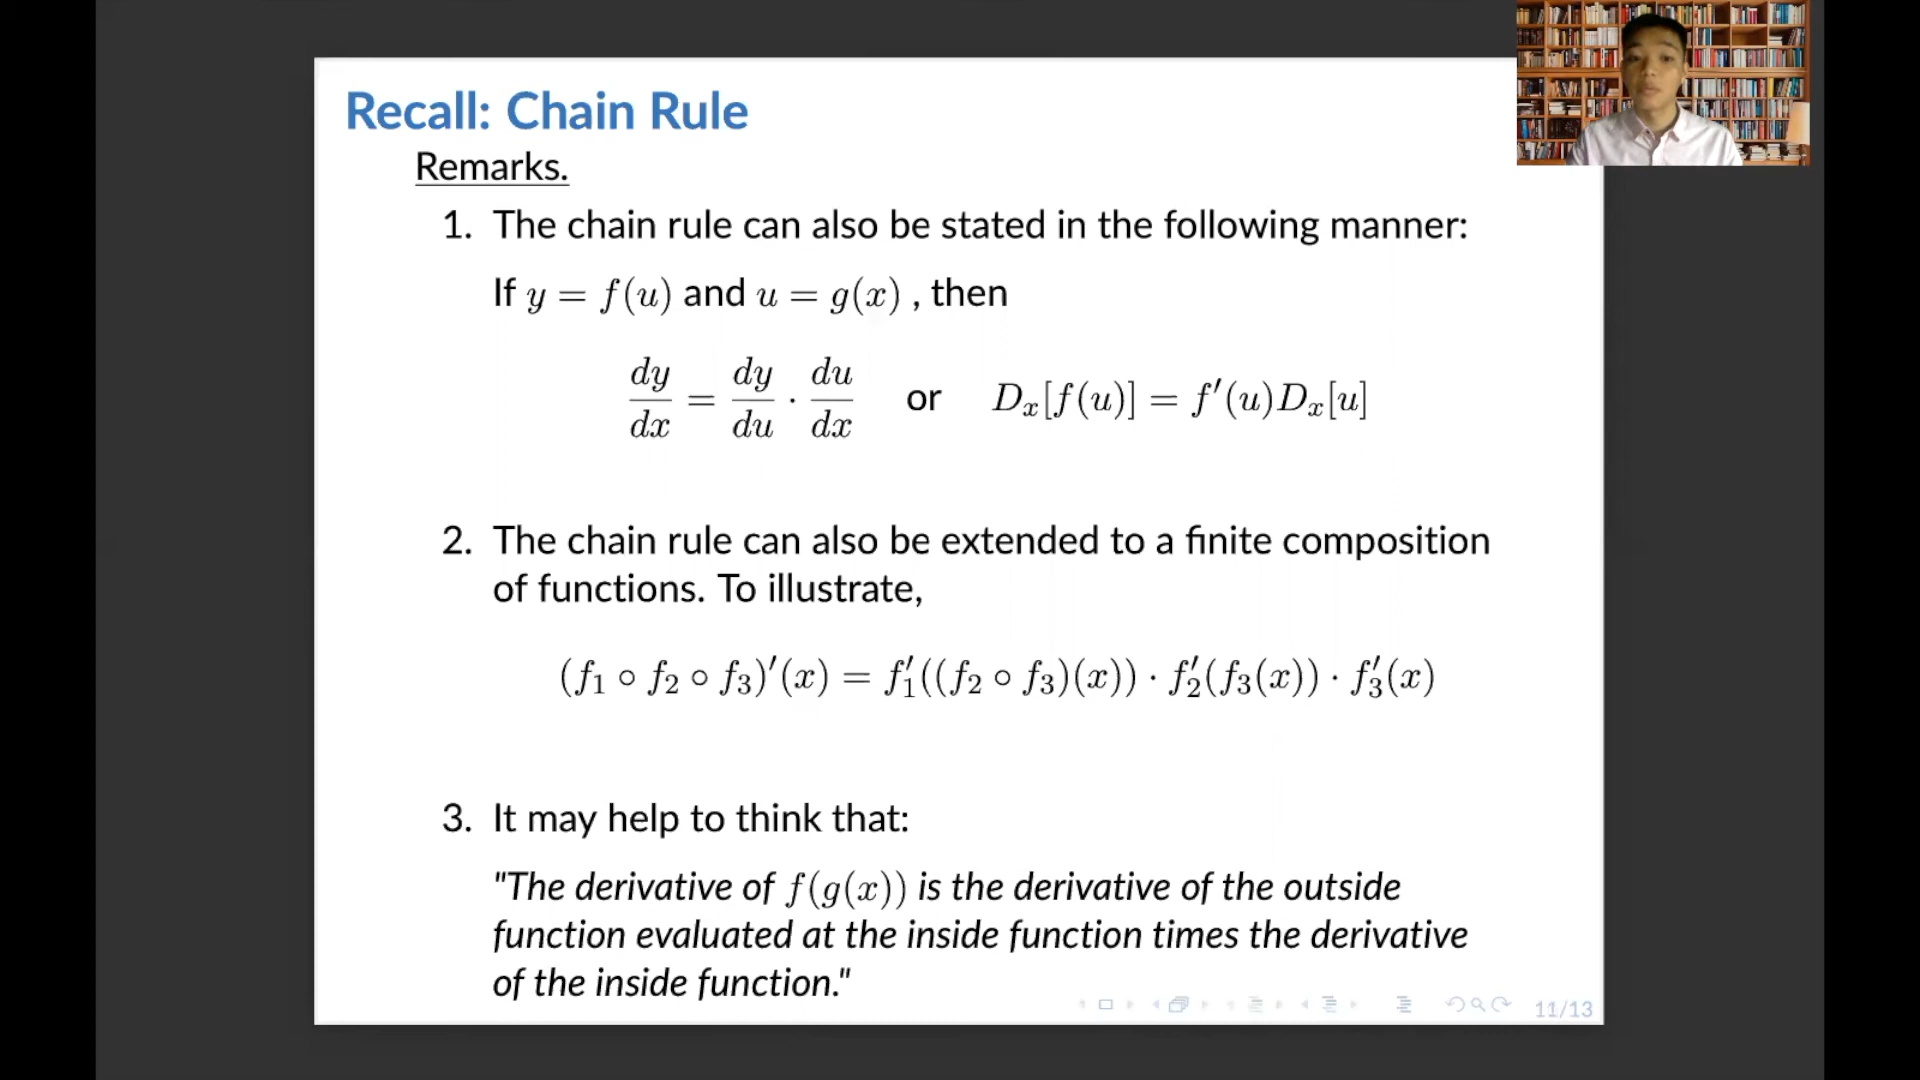 Recall: Chain Rule
Remarks.
1. The chain rule can also be stated in the following manner:
If y = f(u) and u = g(x) , then
dy/dx = dy/du · du/dx or Dₓ[f(u)] = f′(u)Dₓ[u]
2. The chain rule can also be extended to a finite composition
of functions. To illustrate,
(f₁ ∘ f₂ ∘ f₃)′(x) = f₁′((f₂ ∘ f₃)(x)) · f₂′(f₃(x)) · f₃′(x)
3. It may help to think that:
"The derivative of f(g(x)) is the derivative of the outside
function evaluated at the inside function times the derivative
of the inside function."
11/13